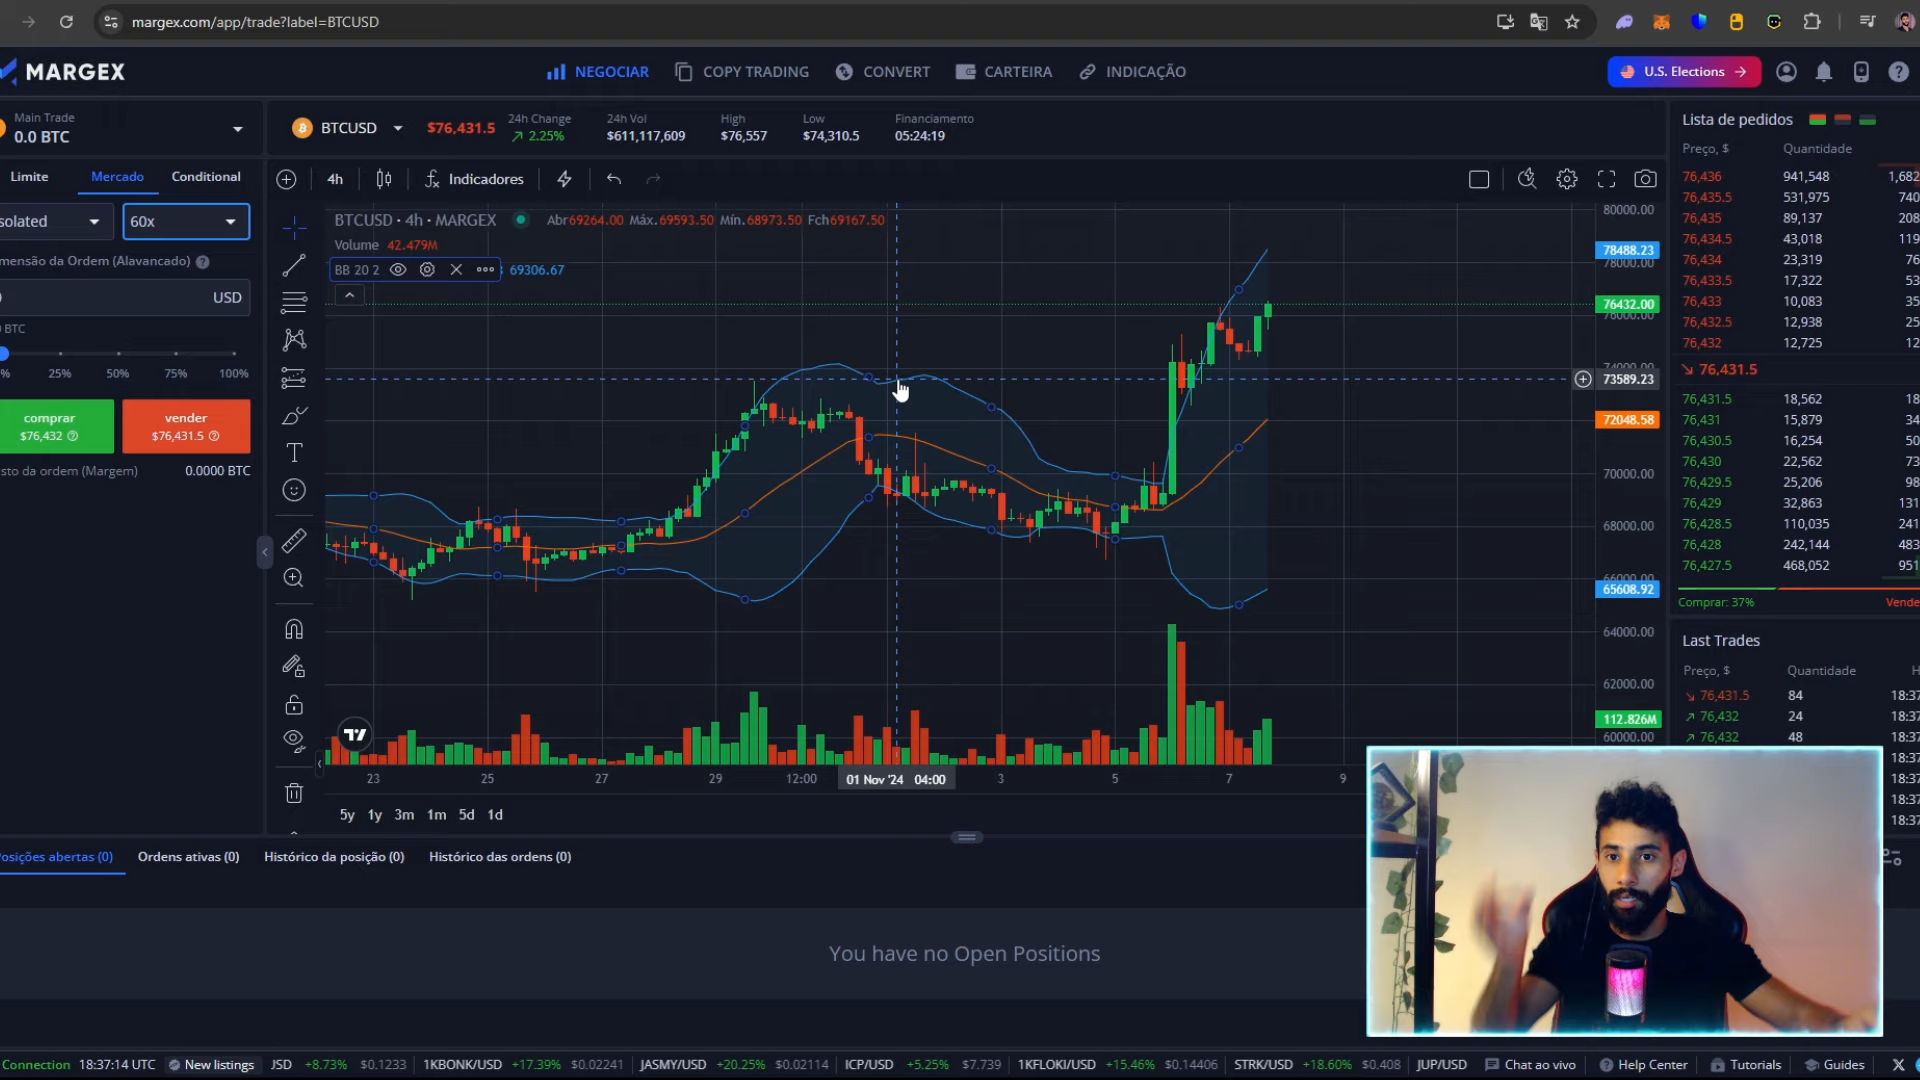 margex.com/app/trade?label=BTCUSD
MARGEX
NEGOCIAR
COPY TRADING
CONVERT
CARTEIRA
INDICAÇÃO
U.S. Elections
Main Trade
0.0 BTC
BTCUSD
$76,431.5
24h Change
2.25%
24h Vol
$611,117,609
High
$76,557
Low
$74,310.5
Financiamento
05:24:19
Limite
Mercado
Conditional
4h
Indicadores
solated
60x
mensão da Ordem (Alavancado)
USD
BTC
%
25%
50%
75%
100%
comprar
$76,432
vender
$76,431.5
sto da ordem (Margem)
0.0000 BTC
BTCUSD · 4h · MARGEX
Abr69264.00 Máx.69593.50 Mín.68973.50 Fch69167.50
Volume 42.479M
BB 20 2
69306.67
80000.00
78488.23
78000.00
76432.00
76000.00
74000.00
73589.23
72048.58
70000.00
68000.00
66000.00
65608.92
64000.00
62000.00
112.826M
60000.00
23
25
27
29
12:00
01 Nov '24 04:00
3
5
7
9
5y
1y
3m
1m
5d
1d
Lista de pedidos
Preço, $
Quantidade
76,436 941,548 1,682
76,435.5 531,975 740
76,435 89,137 208
76,434.5 43,018 119
76,434 23,319 76
76,433.5 17,322 53
76,433 10,083 35
76,432.5 12,938 25
76,432 12,725 12
76,431.5
76,431.5 18,562 18
76,431 15,879 34
76,430.5 16,254 50
76,430 22,562 73
76,429.5 25,206 98
76,429 32,863 131
76,428.5 110,035 241
76,428 242,144 483
76,427.5 468,052 951
Comprar: 37%
Vende
Last Trades
Preço, $
Quantidade
H
76,431.5 84 18:37
76,432 24 18:37
76,432 48 18:37
18:37
18:37
18:37
18:37
osições abertas (0)
Ordens ativas (0)
Histórico da posição (0)
Histórico das ordens (0)
You have no Open Positions
Connection
18:37:14 UTC
New listings
JSD +8.73% $0.1233
1KBONK/USD +17.39% $0.02241
JASMY/USD +20.25% $0.02114
ICP/USD +5.25% $7.739
1KFLOKI/USD +15.46% $0.14406
STRK/USD +18.60% $0.408
JUP/USD
Chat ao vivo
Help Center
Tutorials
Guides